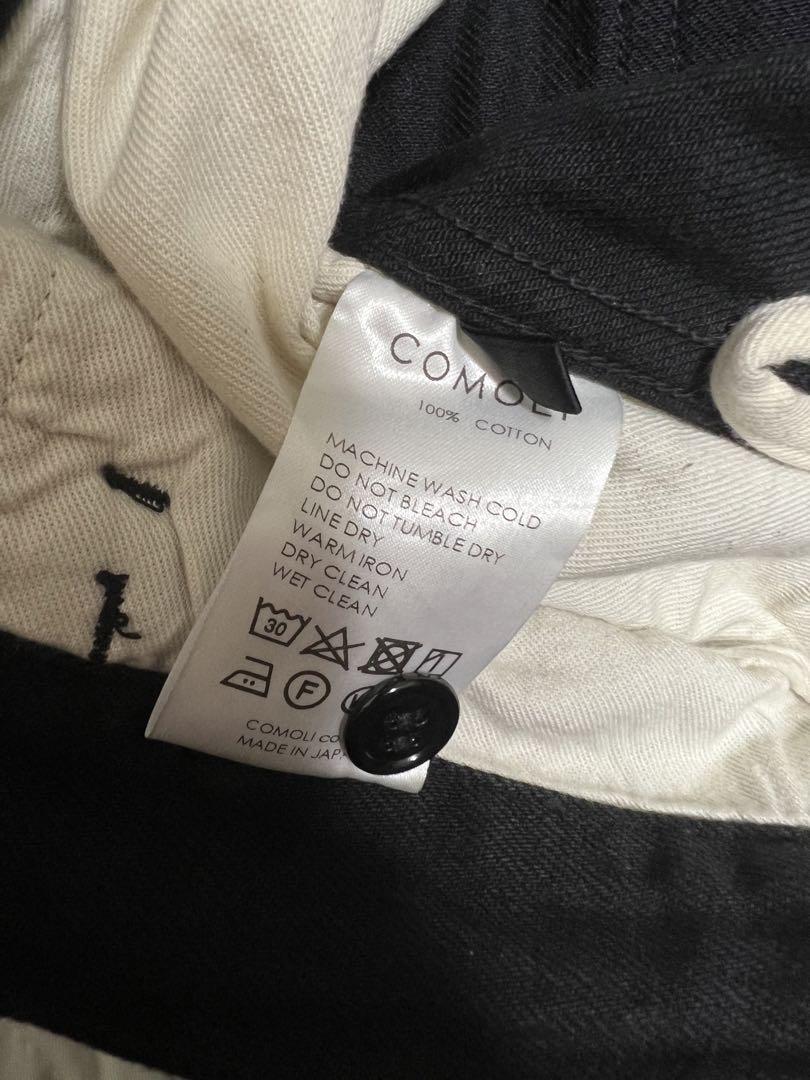 COMOLI
100% COTTON
MACHINE WASH COLD
DO NOT BLEACH
DO NOT TUMBLE DRY
LINE DRY
WARM IRON
DRY CLEAN
WET CLEAN
30
F
COMOLI co
MADE IN JAP